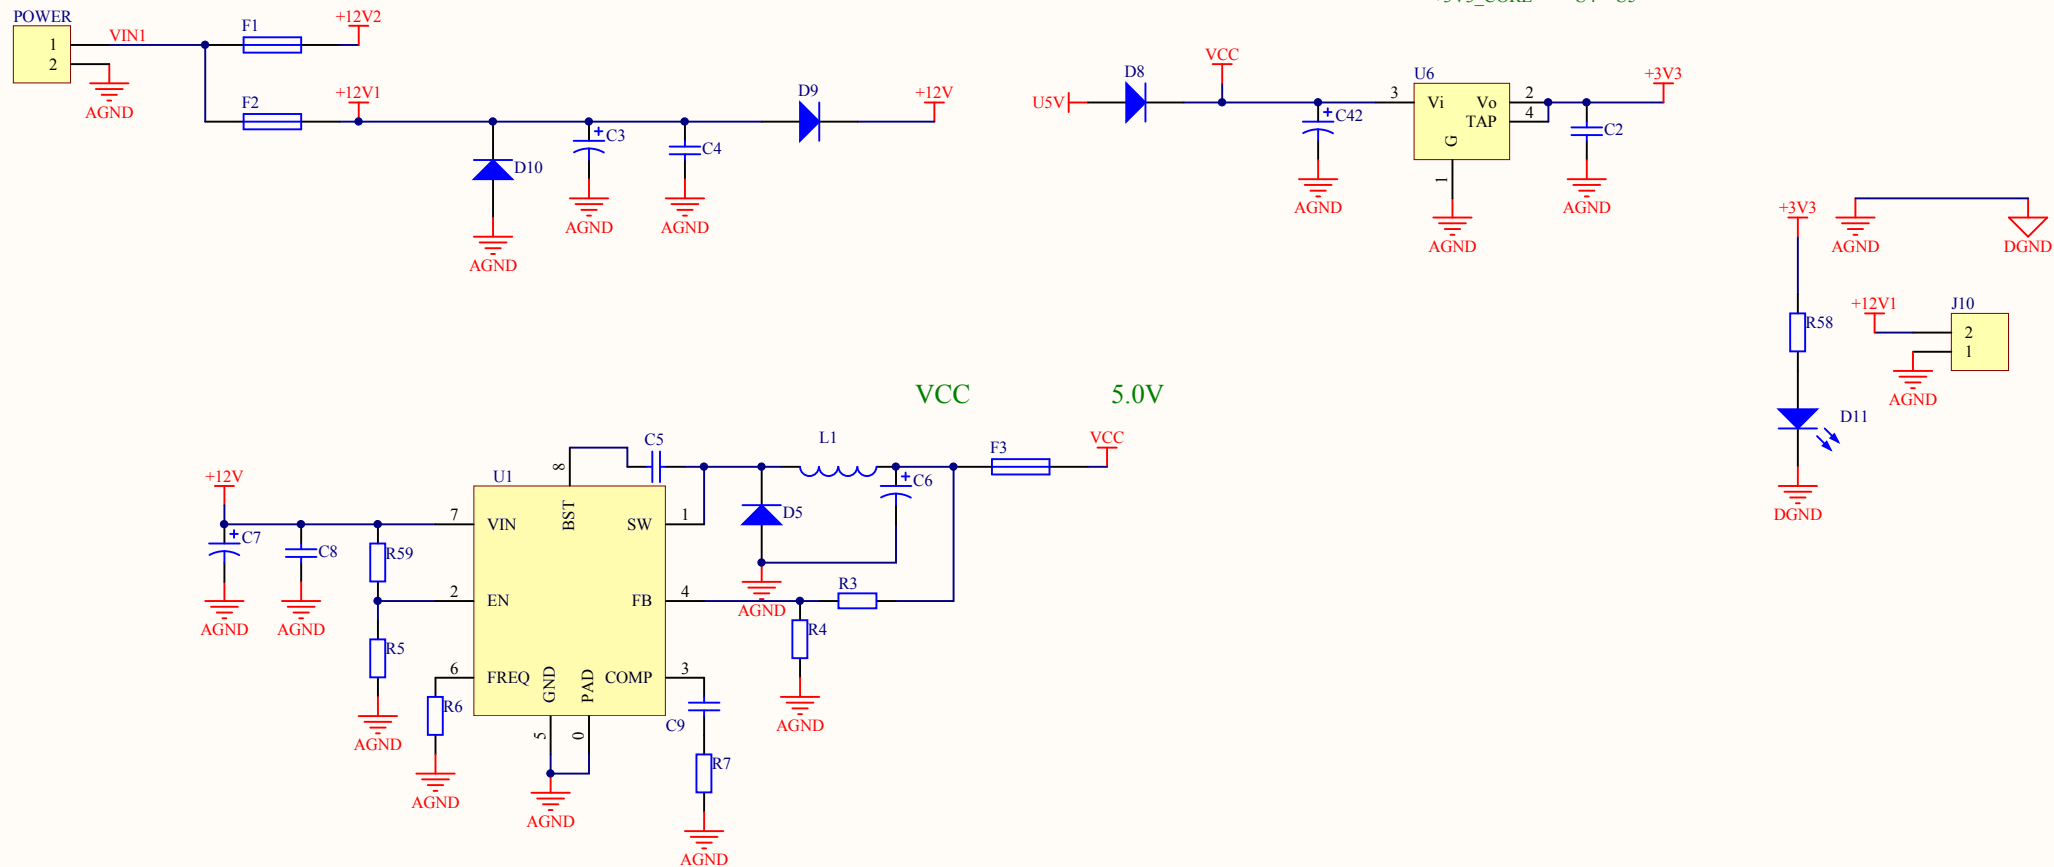 POWER
1
2
VIN1
AGND
F1
+12V2
F2
+12V1
D10
AGND
C3
AGND
C4
AGND
D9
+12V
U5V
D8
VCC
C42
AGND
U6
3
Vi
Vo
2
TAP
4
G
1
AGND
C2
AGND
+3V3
+3V3
R58
D11
DGND
AGND
DGND
+12V1
J10
2
1
AGND
VCC 5.0V
+12V
C7
AGND
C8
AGND
R59
R5
AGND
R6
AGND
U1
7
VIN
2
EN
6
FREQ
8
BST
SW
1
FB
4
COMP
3
GND
PAD
5
0
AGND
C5
L1
D5
AGND
C6
F3
VCC
R3
R4
AGND
C9
R7
AGND